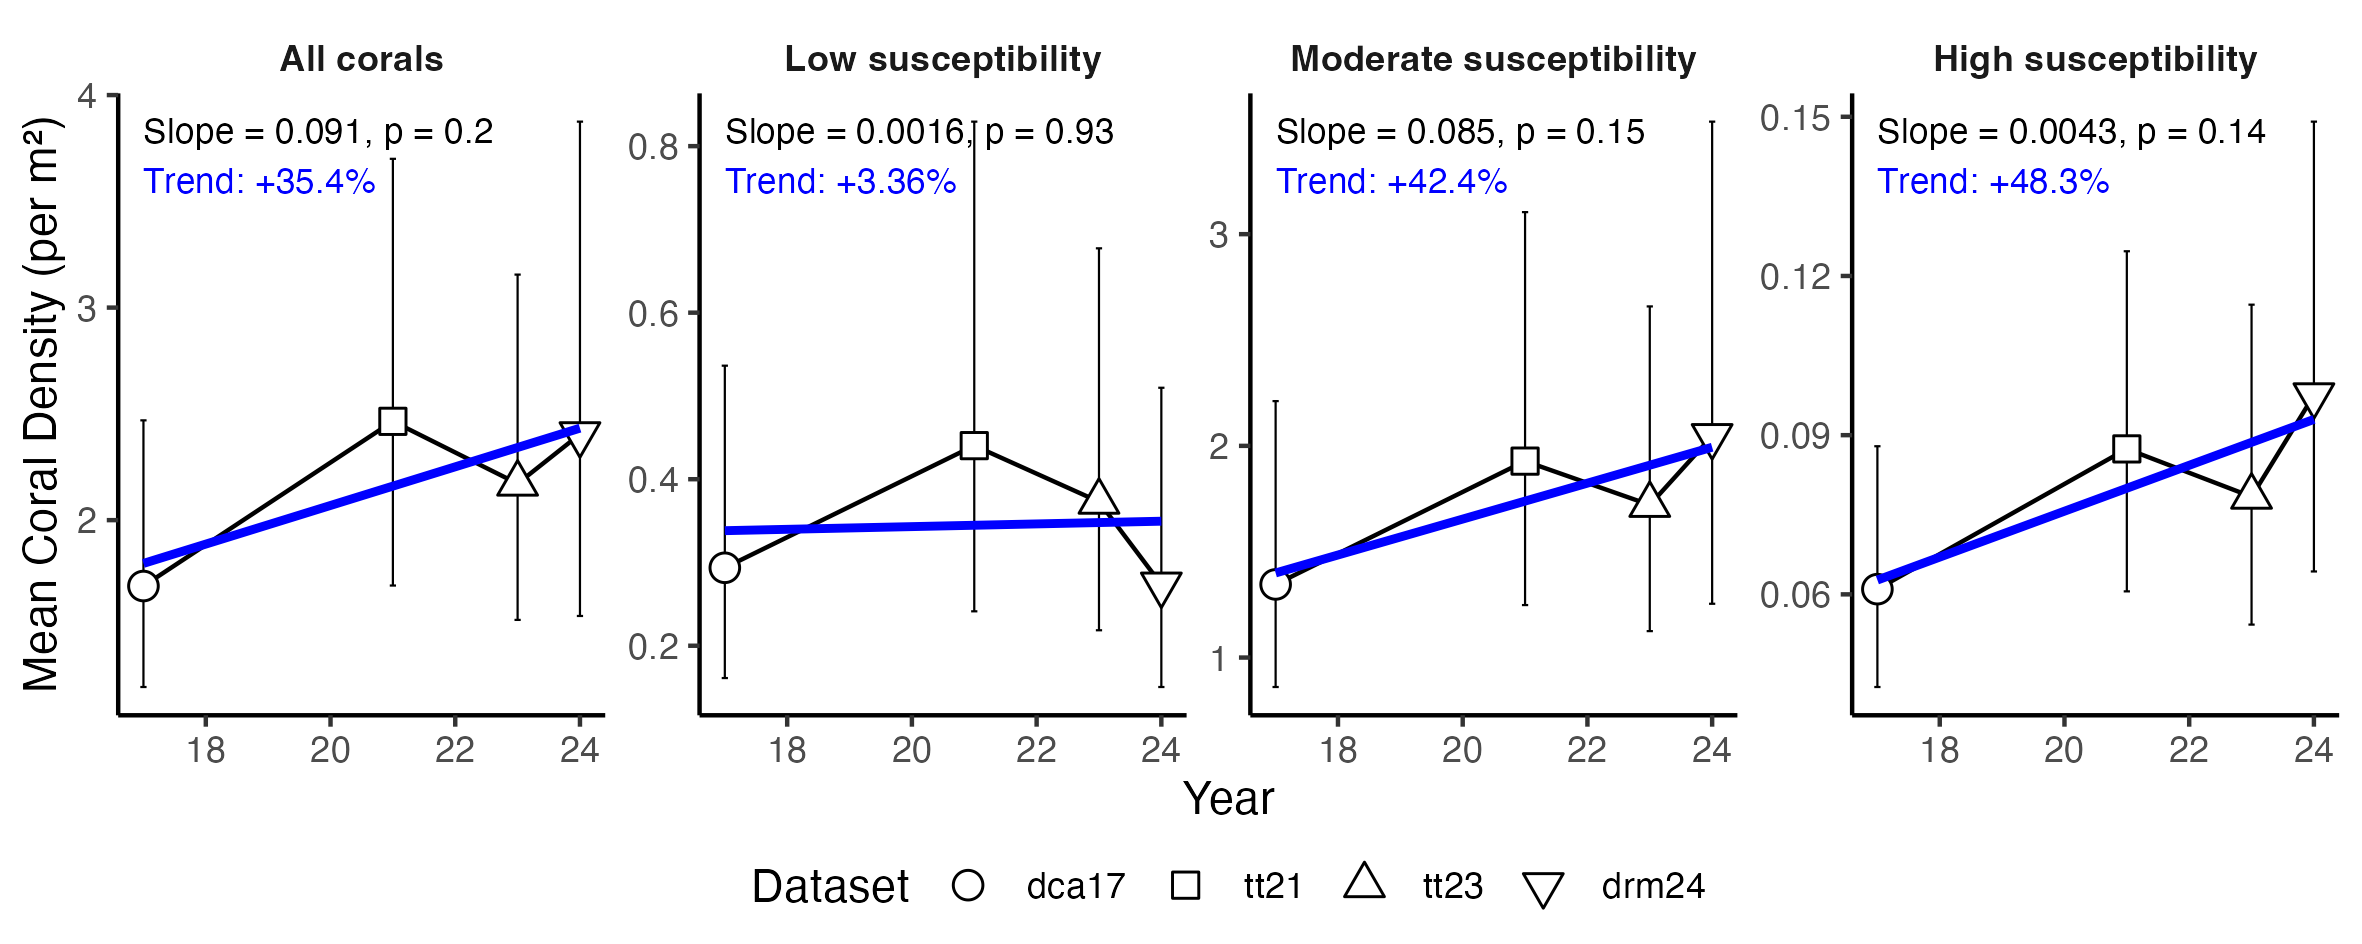 All corals
Low susceptibility
Moderate susceptibility
High susceptibility
Mean Coral Density (per m²)
Slope = 0.091, p = 0.2
Trend: +35.4%
4
3
2
18 20 22 24
Slope = 0.0016, p = 0.93
Trend: +3.36%
0.8
0.6
0.4
0.2
18 20 22 24
Slope = 0.085, p = 0.15
Trend: +42.4%
3
2
1
18 20 22 24
Slope = 0.0043, p = 0.14
Trend: +48.3%
0.15
0.12
0.09
0.06
18 20 22 24
Year
Dataset dca17 tt21 tt23 drm24